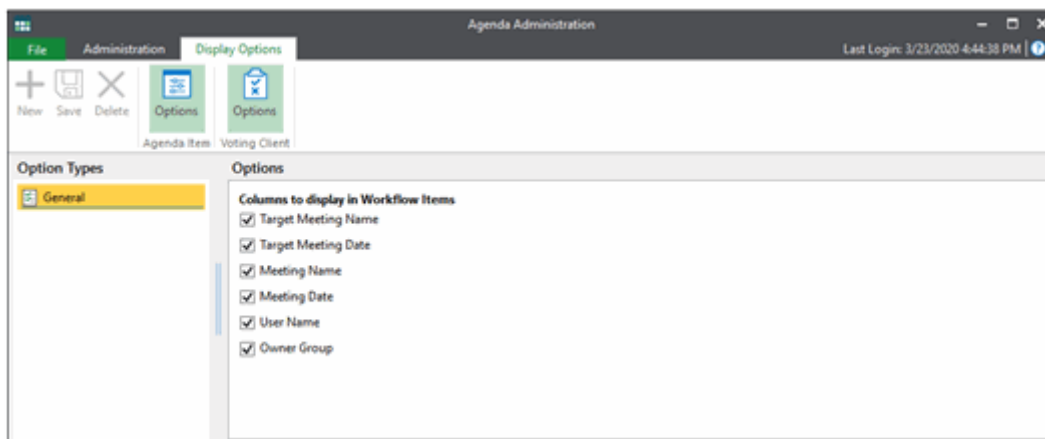 Agenda Administration
File Administration Display Options Last Login: 3/23/2020 4:44:38 PM
New Save Delete Options Options
Agenda Item Voting Client
Option Types Options
General
Columns to display in Workflow Items
Target Meeting Name
Target Meeting Date
Meeting Name
Meeting Date
User Name
Owner Group